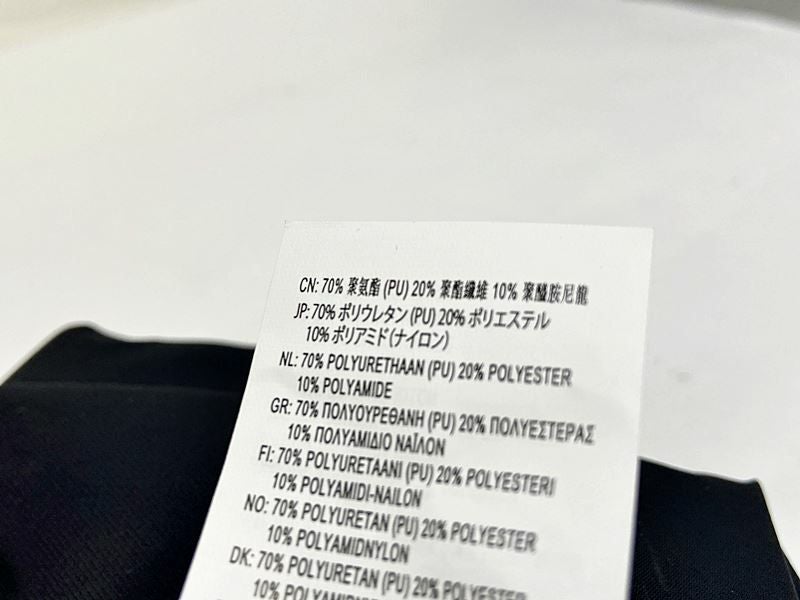 CN: 70% 聚氨酯 (PU) 20% 聚酯纖維 10% 聚醯胺尼龍
JP: 70% ポリウレタン (PU) 20% ポリエステル
10% ポリアミド(ナイロン)
NL: 70% POLYURETHAAN (PU) 20% POLYESTER
10% POLYAMIDE
GR: 70% ΠΟΛΥΟΥΡΕΘΑΝΗ (PU) 20% ΠΟΛΥΕΣΤΕΡΑΣ
10% ΠΟΛΥΑΜΙΔΙΟ ΝΑΪΛΟΝ
FI: 70% POLYURETAANI (PU) 20% POLYESTERI
10% POLYAMIDI-NAILON
NO: 70% POLYURETAN (PU) 20% POLYESTER
10% POLYAMIDNYLON
DK: 70% POLYURETAN (PU) 20% POLYESTER
10%